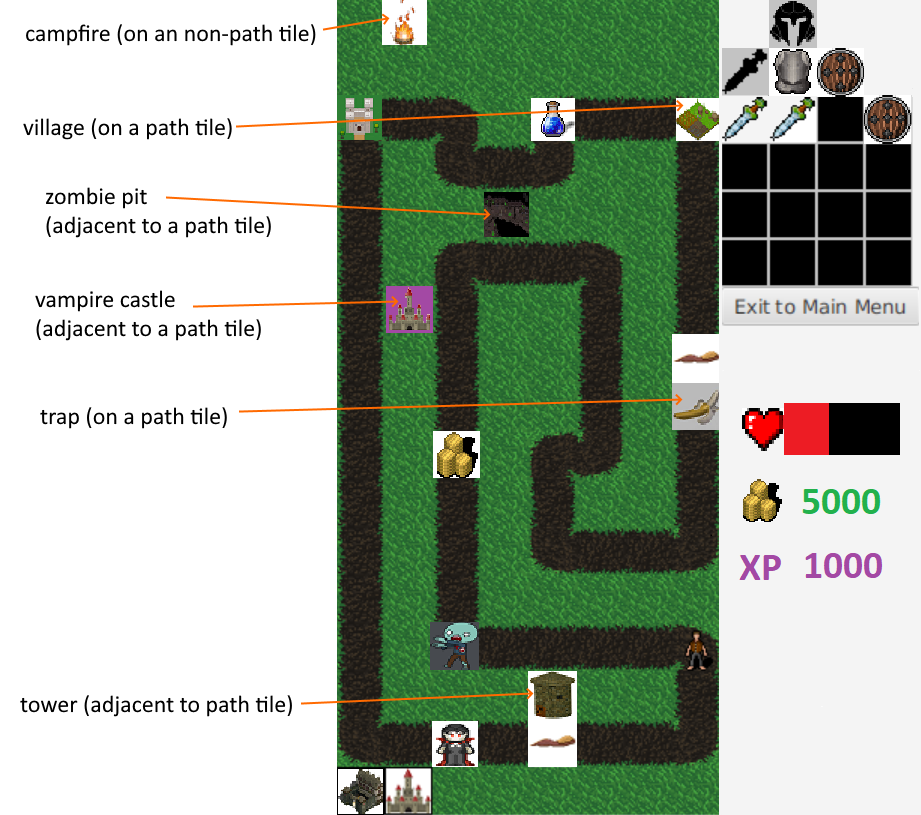 campfire (on an non-path tile)
village (on a path tile)
zombie pit
(adjacent to a path tile)
vampire castle
(adjacent to a path tile)
trap (on a path tile)
tower (adjacent to path tile)
Exit to Main Menu
5000
XP 1000